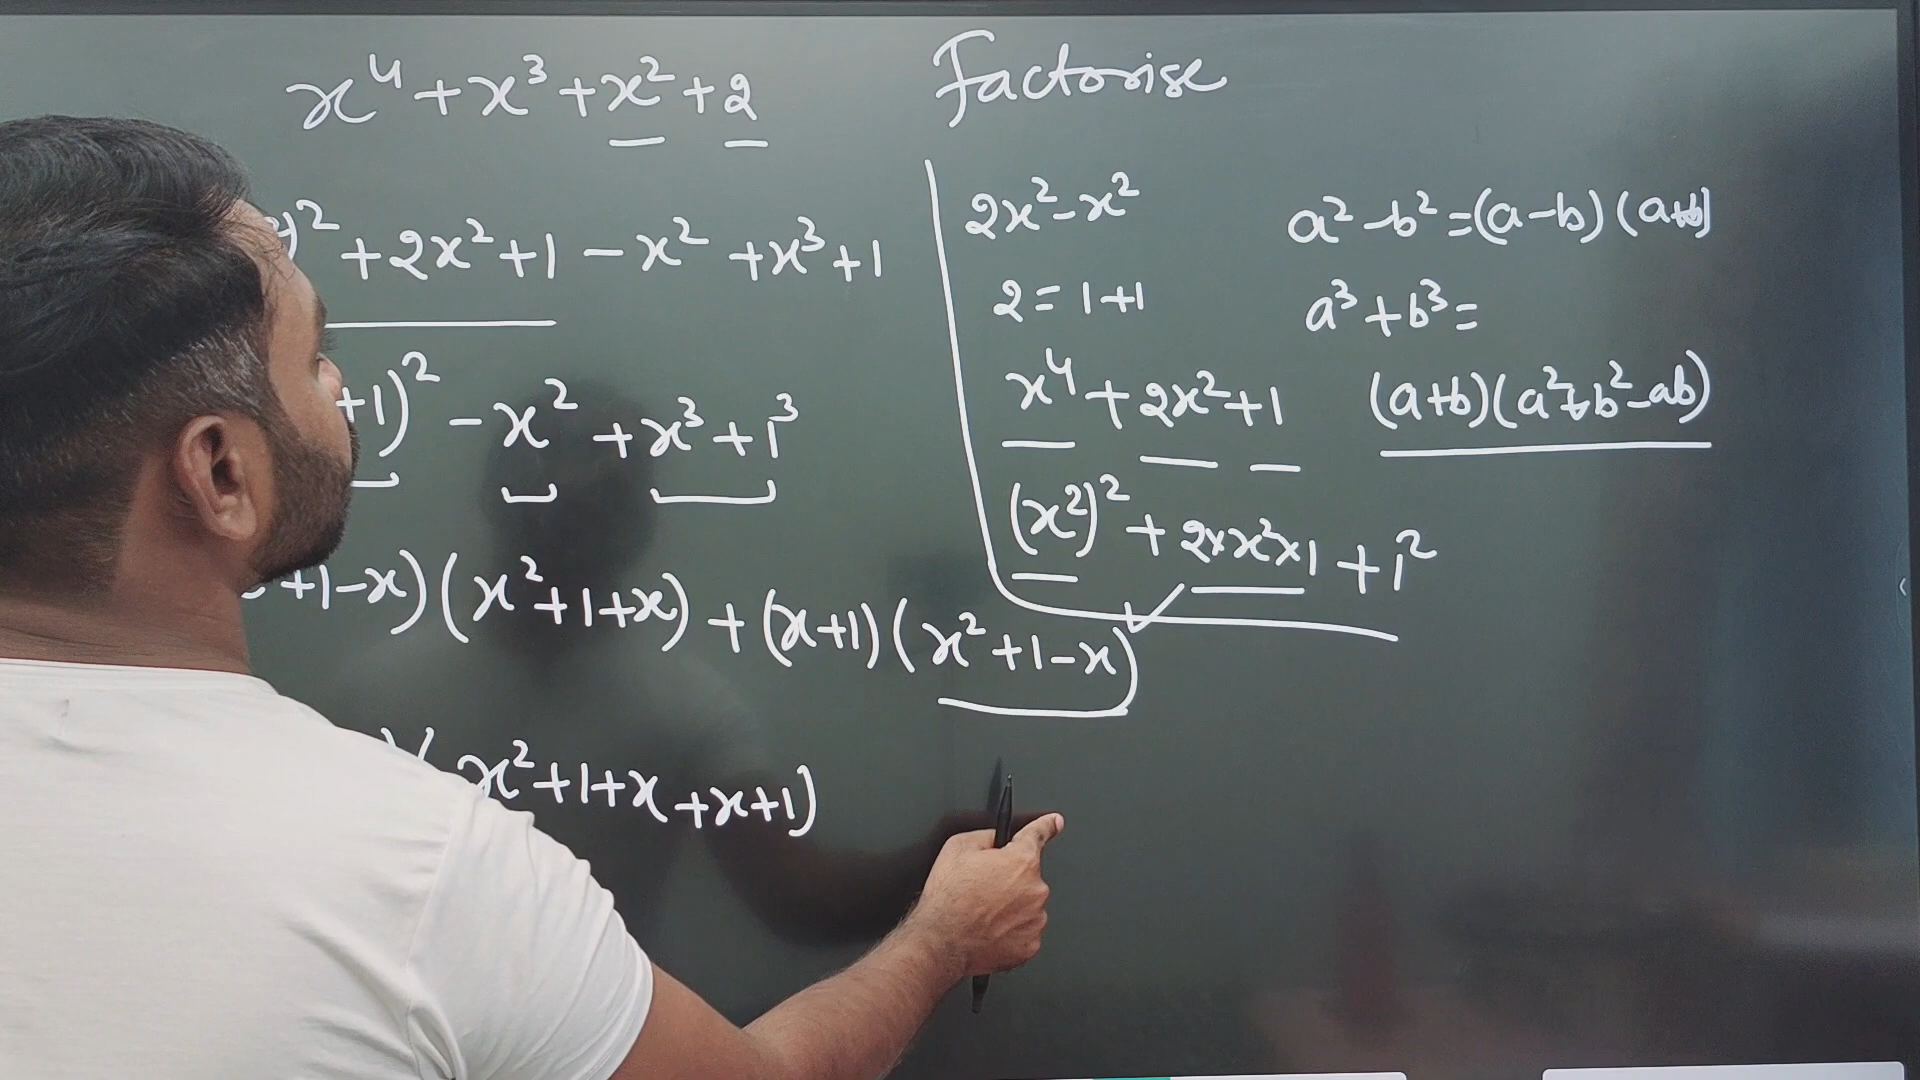 x⁴+x³+x²+2
Factorise
)²+2x²+1-x²+x³+1
+1)²-x²+x³+1³
+1-x)(x²+1+x)+(x+1)(x²+1-x)
)(x²+1+x+x+1)
2x²-x²
2=1+1
x⁴+2x²+1
(x²)²+2×x²×1+1²
a²-b²=(a-b)(a+b)
a³+b³=
(a+b)(a²+b²-ab)